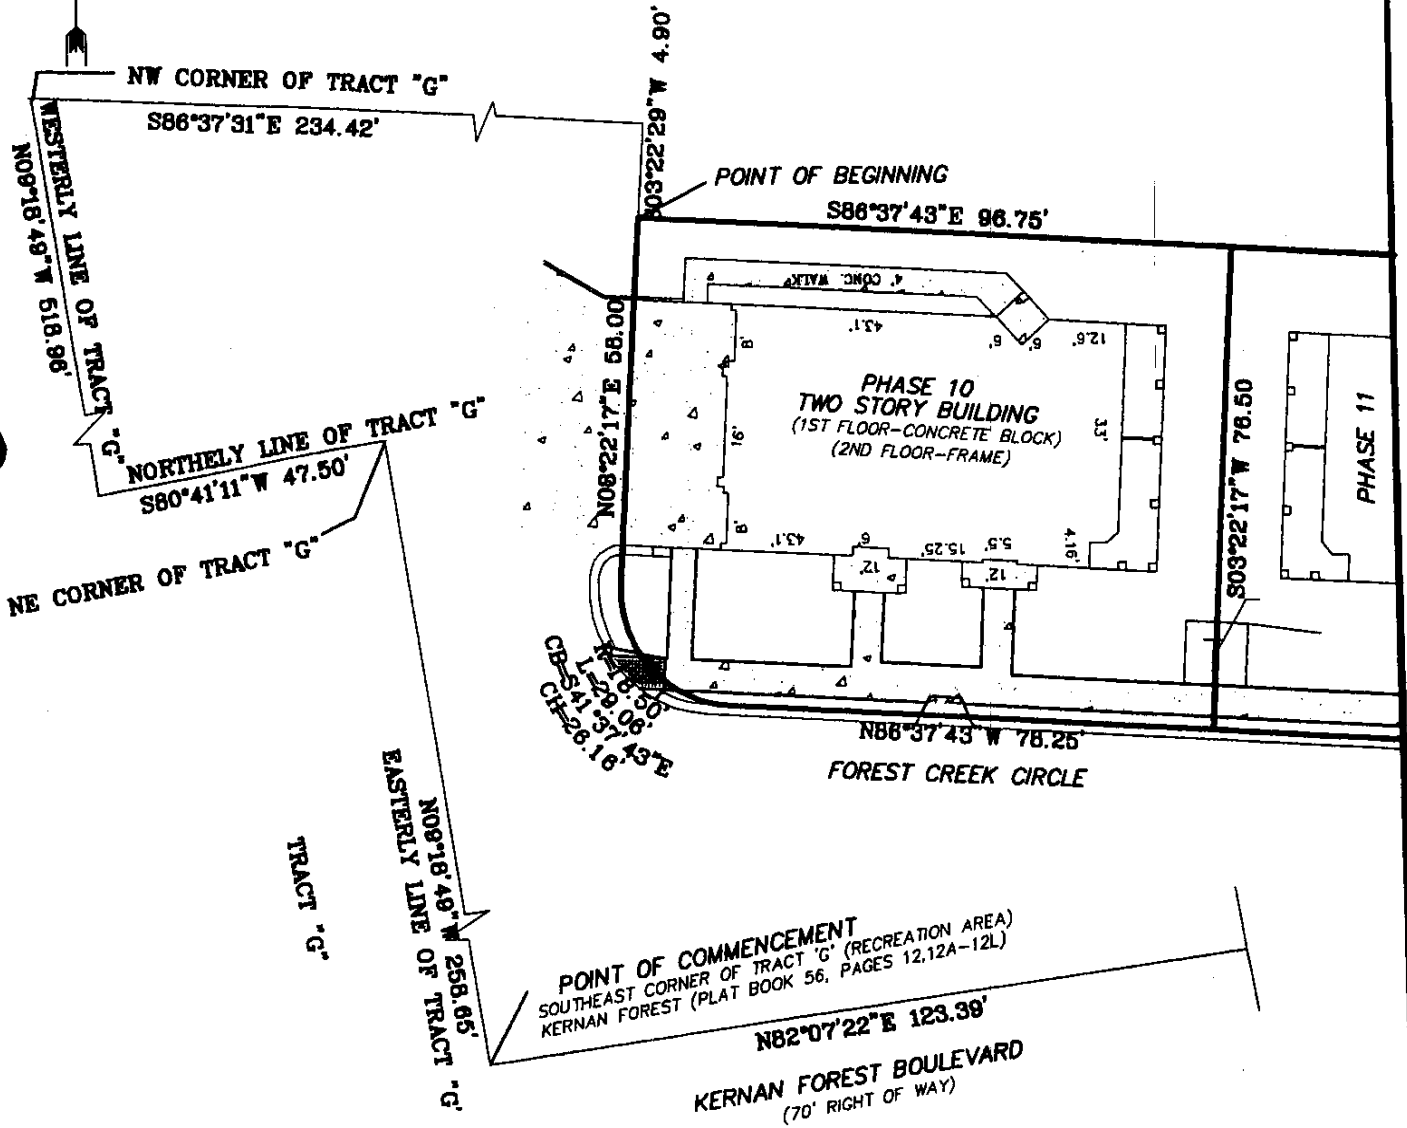 NW CORNER OF TRACT "G"
S86°37'31"E 234.42'
S03°22'29"W 4.90'
POINT OF BEGINNING
S86°37'43"E 96.75'
WESTERLY LINE OF TRACT "G"
N09°18'49"W 518.96'
4' CONC. WALK
43.1'
6'
6'
12.6'
8'
N08°22'17"E 58.00
PHASE 10
TWO STORY BUILDING
(1ST FLOOR-CONCRETE BLOCK)
(2ND FLOOR-FRAME)
16'
33'
S03°22'17"W 76.50
PHASE 11
NORTHELY LINE OF TRACT "G"
S80°41'11"W 47.50'
NE CORNER OF TRACT "G"
8'
43.1'
6'
15.25'
5.5'
4.16'
12'
12'
R=18.50'
L=29.06'
CB=S41°37'43"E
CH=26.16'
N86°37'43"W 78.25'
FOREST CREEK CIRCLE
EASTERLY LINE OF TRACT "G'
N09°18'49"W 258.65'
TRACT "G"
POINT OF COMMENCEMENT
SOUTHEAST CORNER OF TRACT 'G' (RECREATION AREA)
KERNAN FOREST (PLAT BOOK 56, PAGES 12,12A-12L)
N82°07'22"E 123.39'
KERNAN FOREST BOULEVARD
(70' RIGHT OF WAY)